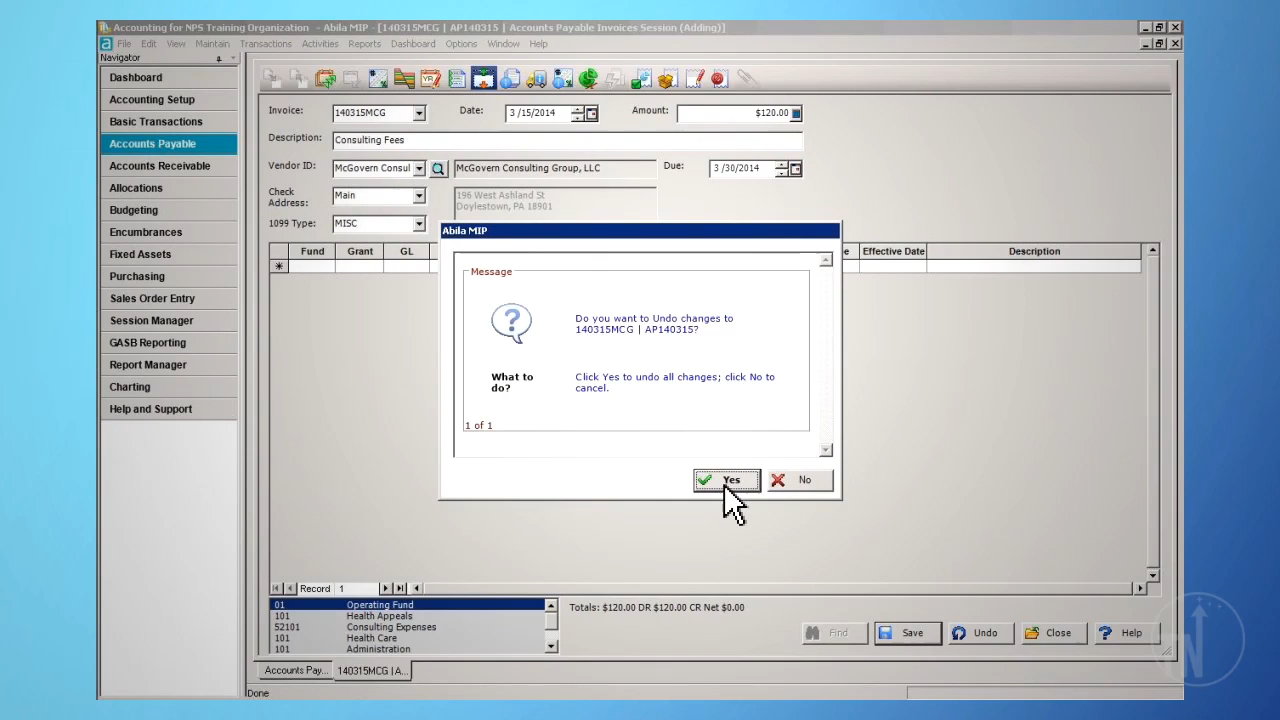 Accounting for NPS Training Organization - Abila MIP - [140315MCG | AP140315 | Accounts Payable Invoices Session (Adding)]
File Edit View Maintain Transactions Activities Reports Dashboard Options Window Help
Navigator
Dashboard
Accounting Setup
Basic Transactions
Accounts Payable
Accounts Receivable
Allocations
Budgeting
Encumbrances
Fixed Assets
Purchasing
Sales Order Entry
Session Manager
GASB Reporting
Report Manager
Charting
Help and Support
Invoice: 140315MCG Date: 3 /15/2014 Amount: $120.00
Description: Consulting Fees
Vendor ID: McGovern Consul McGovern Consulting Group, LLC Due: 3 /30/2014
Check Address: Main 196 West Ashland St
Doylestown, PA 18901
1099 Type: MISC
Fund Grant GL Effective Date Description
Abila MIP
Message
Do you want to Undo changes to
140315MCG | AP140315?
What to do? Click Yes to undo all changes; click No to
cancel.
1 of 1
Yes No
Record 1
01 Operating Fund
101 Health Appeals
52101 Consulting Expenses
101 Health Care
101 Administration
Totals: $120.00 DR $120.00 CR Net $0.00
Find Save Undo Close Help
Accounts Pay... 140315MCG | A...
Done